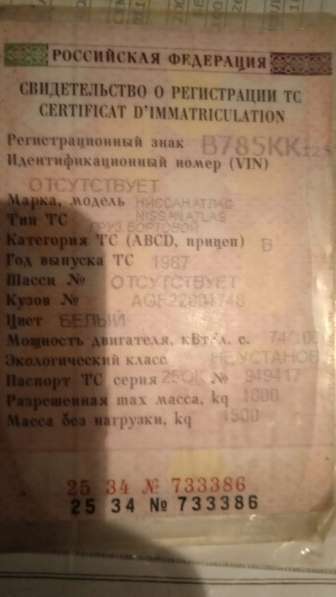 РОССИЙСКАЯ ФЕДЕРАЦИЯ
СВИДЕТЕЛЬСТВО О РЕГИСТРАЦИИ ТС
CERTIFICAT D'IMMATRICULATION
Регистрационный знак В785КК125
Идентификационный номер (VIN)
ОТСУТСТВУЕТ
Марка, модель НИССАН АТЛАС
NISSAN ATLAS
Тип ТС ГРУЗ.БОРТОВОЙ
Категория ТС (ABCD, прицеп) В
Год выпуска ТС 1987
Шасси № ОТСУТСТВУЕТ
Кузов №
Цвет БЕЛЫЙ
Мощность двигателя, кВт/л. с.
Экологический класс НЕ УСТАНОВ
Паспорт ТС серия №
Разрешенная max масса, kg
Масса без нагрузки, kg
25 34 № 733386
25 34 № 733386